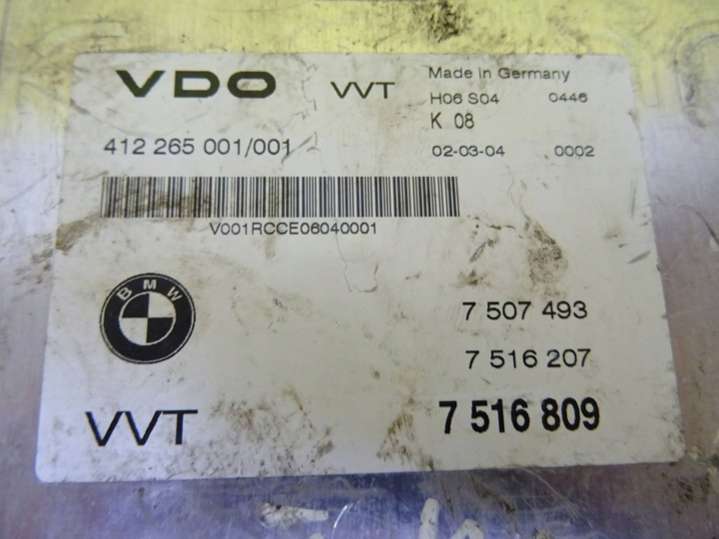 VDO VVT Made in Germany
H06 S04 0446
K 08
412 265 001/001 02-03-04 0002
V001RCCE06040001
BMW
7 507 493
7 516 207
VVT 7 516 809